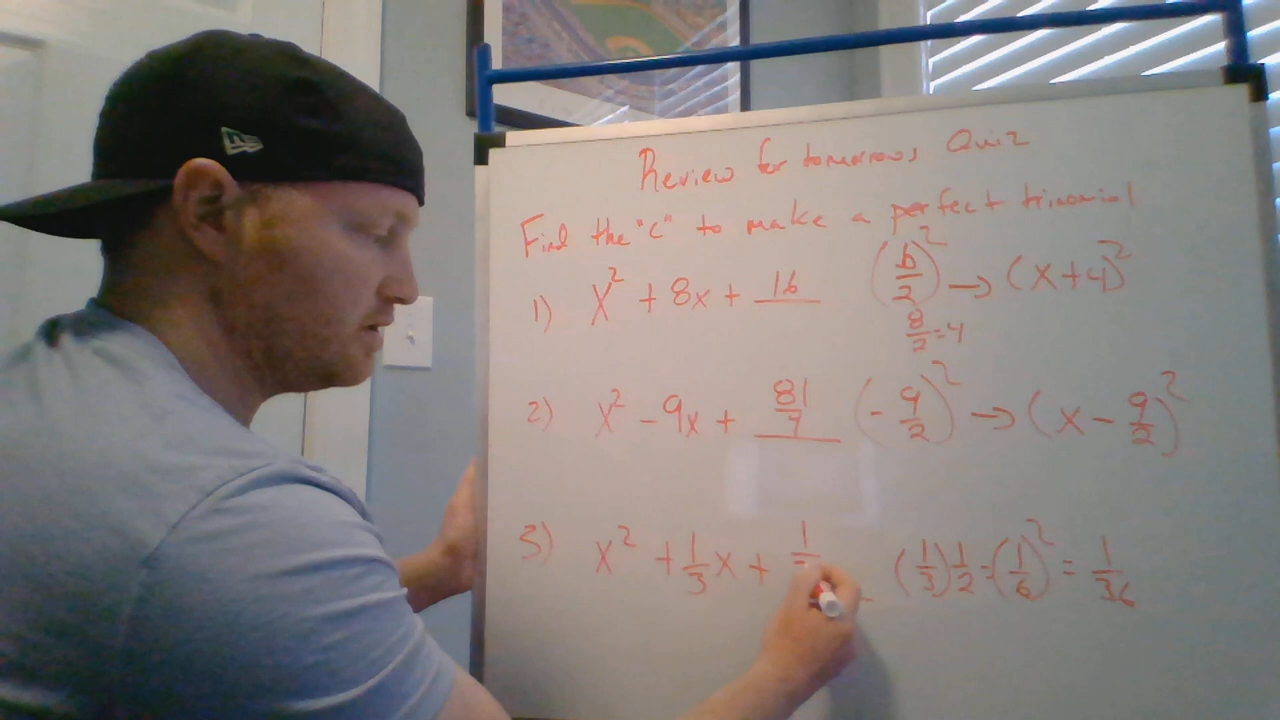 Review for tomorrows Quiz
Find the "c" to make a perfect trinomial
1) x² + 8x + 16 (b/2)² → (x+4)²
8/2 = 4
2) x² - 9x + 81/4 (- 9/2)² → (x - 9/2)²
3) x² + 1/3 x + 1/ (1/3) 1/2 = (1/6)² = 1/36